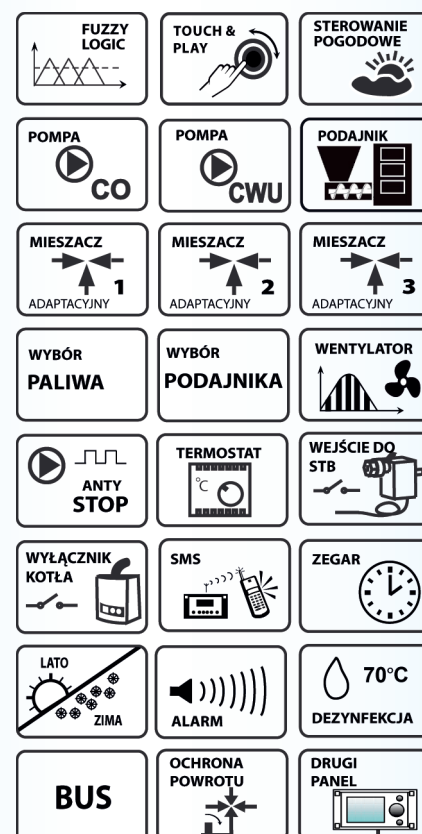 FUZZY
LOGIC
TOUCH &
PLAY
STEROWANIE
POGODOWE
POMPA
CO
POMPA
CWU
PODAJNIK
MIESZACZ
1
ADAPTACYJNY
MIESZACZ
2
ADAPTACYJNY
MIESZACZ
3
ADAPTACYJNY
WYBÓR
PALIWA
WYBÓR
PODAJNIKA
WENTYLATOR
ANTY
STOP
TERMOSTAT
°C
WEJŚCIE DO
STB
WYŁĄCZNIK
KOTŁA
SMS
ZEGAR
LATO
ZIMA
ALARM
70°C
DEZYNFEKCJA
BUS
OCHRONA
POWROTU
DRUGI
PANEL